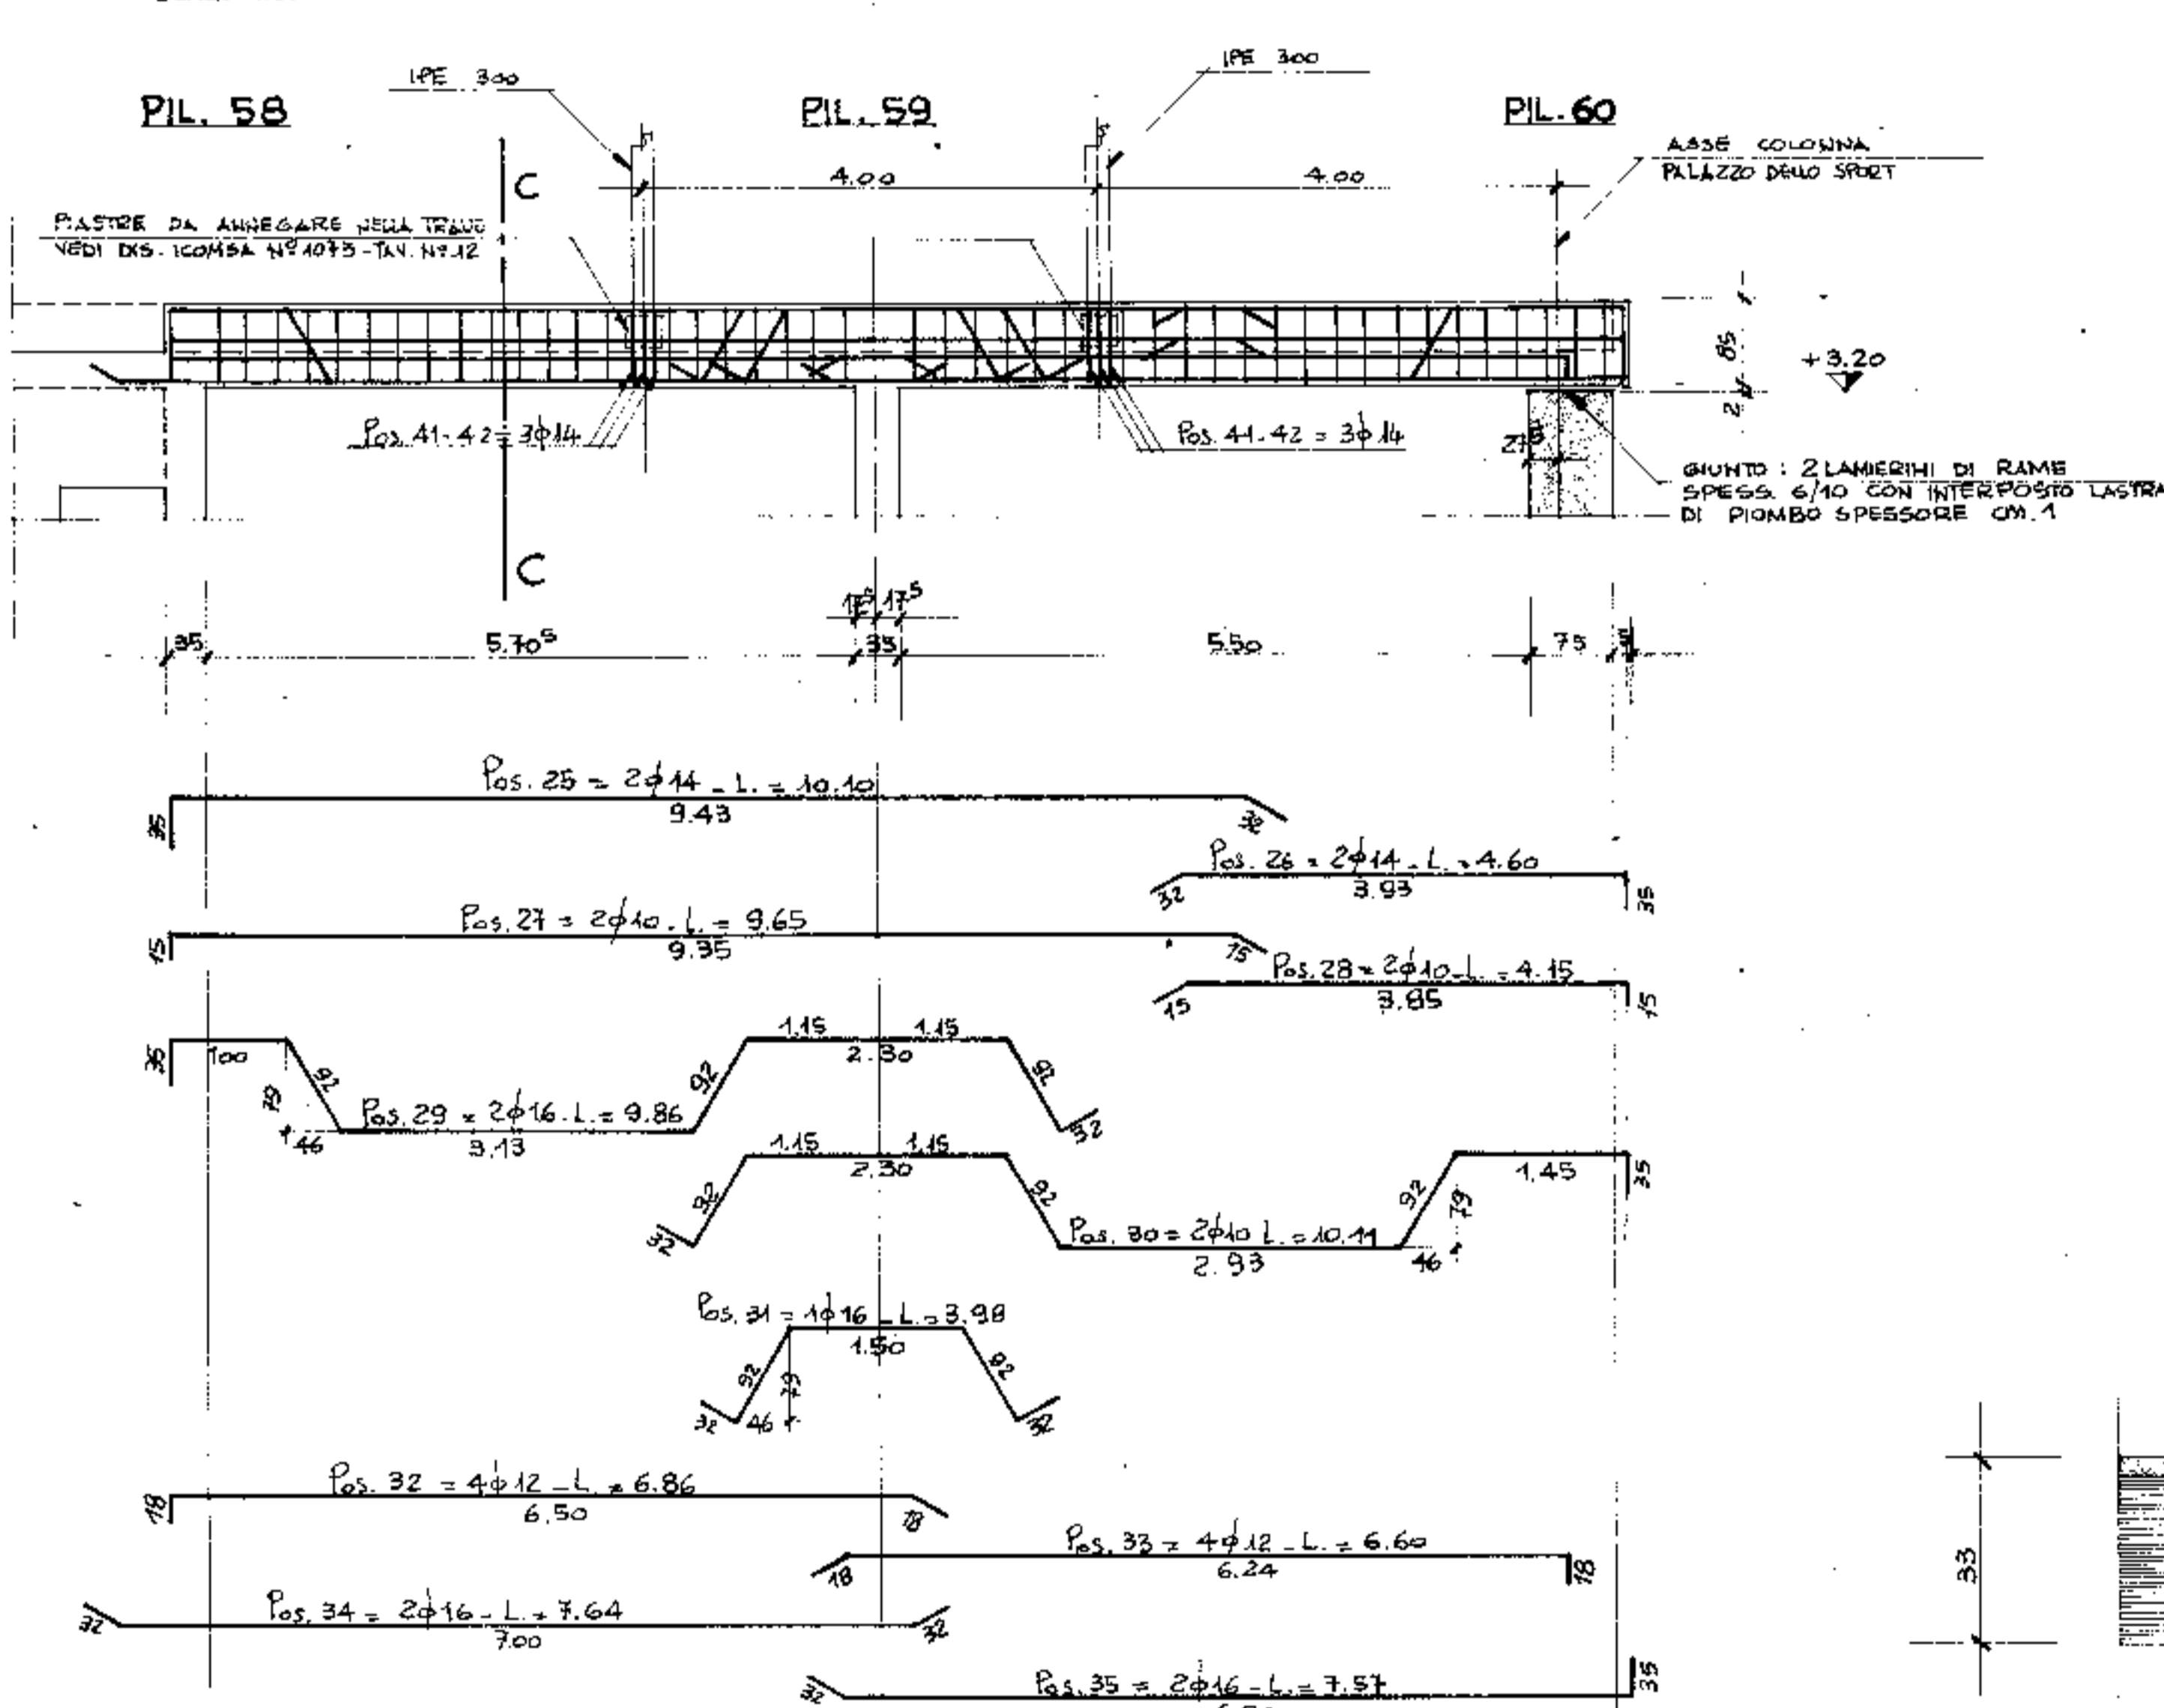 IPE 300
IPE 300
PIL. 58
PIL. 59
PIL. 60
ASSE COLONNA
PALAZZO DELLO SPORT
C
4.00
4.00
PIASTRE DA ANNEGARE NELLA TRAVE
VEDI DIS. ICOMSA Nº 1073 - TAV. Nº 12
85
+ 3.20
2
Pos. 41-42 = 3ϕ14
Pos. 41-42 = 3ϕ14
GIUNTO : 2 LAMIERINI DI RAME
SPESS. 6/10 CON INTERPOSTO LASTRA
DI PIOMBO SPESSORE CM. 1
C
17⁵ 17⁵
35
5.70⁵
35
5.50
75
Pos. 25 = 2ϕ14 - L. = 10.10
35
9.43
32
Pos. 26 = 2ϕ14 - L. = 4.60
32
3.93
35
Pos. 27 = 2ϕ10 - L. = 9.65
15
9.35
15
Pos. 28 = 2ϕ10 - L. = 4.15
15
3.85
15
1.15 1.15
35
100
2.30
92
92
92
79
Pos. 29 = 2ϕ16 - L. = 9.86
46
3.13
32
1.15 1.15
2.30
1.45
35
92
92
92
79
32
Pos. 30 = 2ϕ10 L. = 10.11
2.93
46
Pos. 31 = 1ϕ16 - L. = 3.98
1.50
92
79
92
32
46
32
Pos. 32 = 4ϕ12 - L. = 6.86
18
6.50
18
Pos. 33 = 4ϕ12 - L. = 6.60
18
6.24
18
33
Pos. 34 = 2ϕ16 - L. = 7.64
32
7.00
32
Pos. 35 = 2ϕ16 - L. = 7.57
32
35